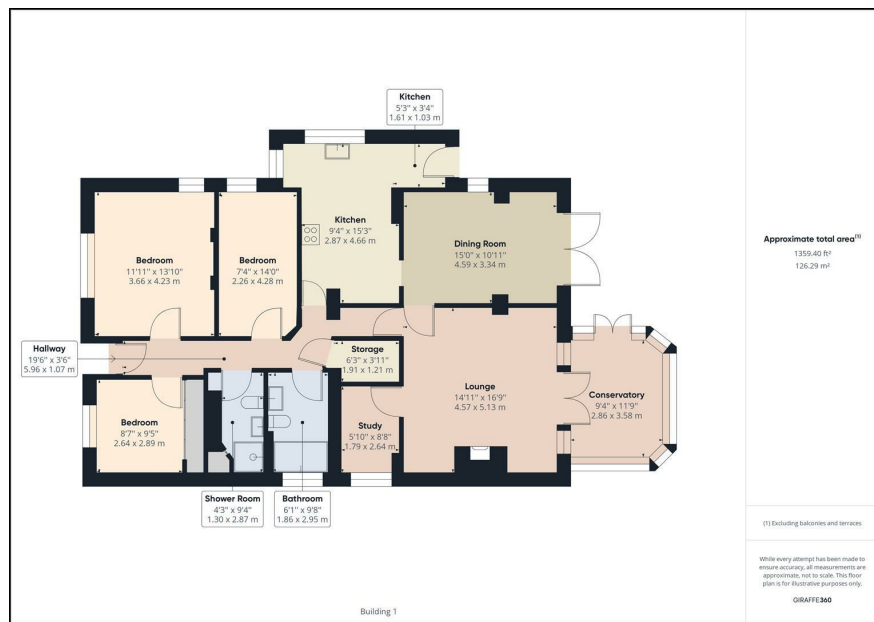 Kitchen
5'3" x 3'4"
1.61 x 1.03 m
Kitchen
9'4" x 15'3"
2.87 x 4.66 m
Dining Room
15'0" x 10'11"
4.59 x 3.34 m
Bedroom
11'11" x 13'10"
3.66 x 4.23 m
Bedroom
7'4" x 14'0"
2.26 x 4.28 m
Hallway
19'6" x 3'6"
5.96 x 1.07 m
Storage
6'3" x 3'11"
1.91 x 1.21 m
Lounge
14'11" x 16'9"
4.57 x 5.13 m
Conservatory
9'4" x 11'9"
2.86 x 3.58 m
Bedroom
8'7" x 9'5"
2.64 x 2.89 m
Study
5'10" x 8'8"
1.79 x 2.64 m
Shower Room
4'3" x 9'4"
1.30 x 2.87 m
Bathroom
6'1" x 9'8"
1.86 x 2.95 m
Building 1
Approximate total area(1)
1359.40 ft²
126.29 m²
(1) Excluding balconies and terraces
While every attempt has been made to
ensure accuracy, all measurements are
approximate, not to scale. This floor
plan is for illustrative purposes only.
GIRAFFE360